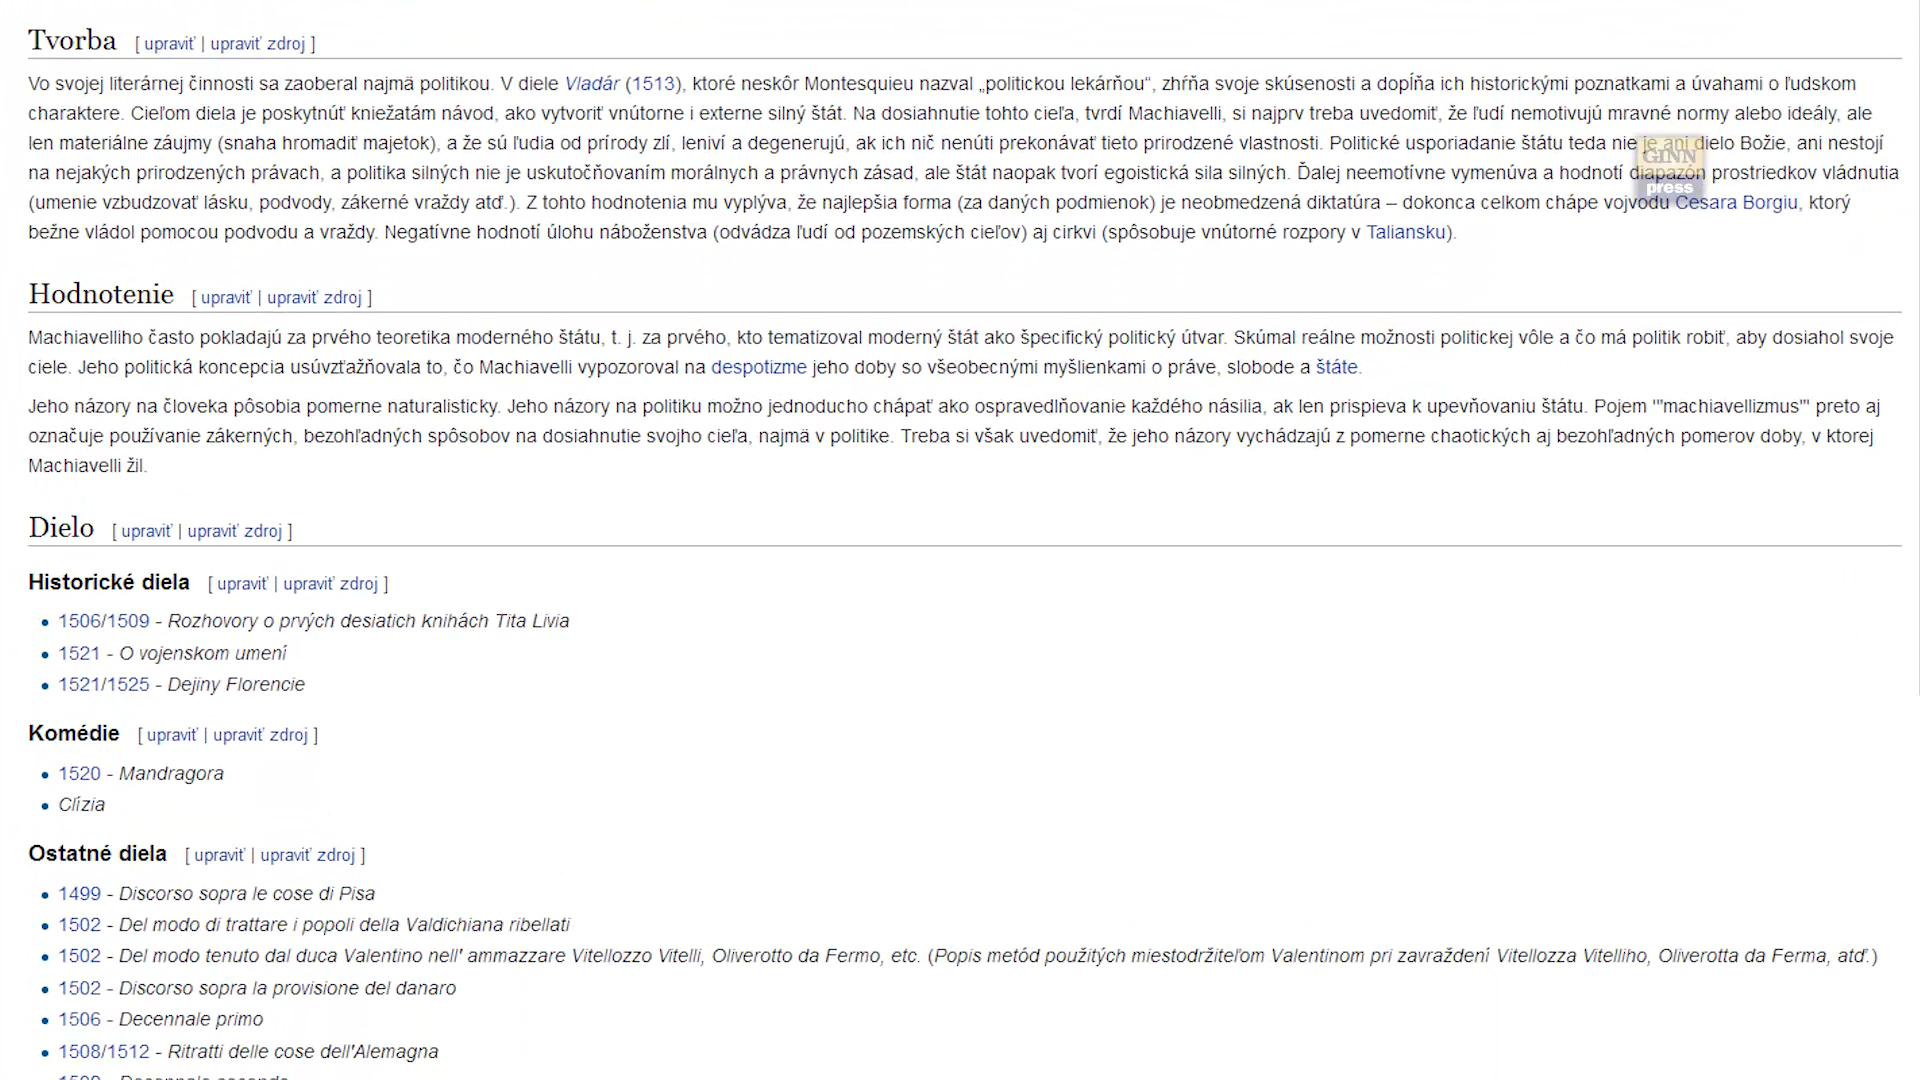 Tvorba [ upraviť | upraviť zdroj ]
Vo svojej literárnej činnosti sa zaoberal najmä politikou. V diele Vladár (1513), ktoré neskôr Montesquieu nazval „politickou lekárňou“, zhŕňa svoje skúsenosti a dopĺňa ich historickými poznatkami a úvahami o ľudskom
charaktere. Cieľom diela je poskytnúť kniežatám návod, ako vytvoriť vnútorne i externe silný štát. Na dosiahnutie tohto cieľa, tvrdí Machiavelli, si najprv treba uvedomiť, že ľudí nemotivujú mravné normy alebo ideály, ale
len materiálne záujmy (snaha hromadiť majetok), a že sú ľudia od prírody zlí, leniví a degenerujú, ak ich nič nenúti prekonávať tieto prirodzené vlastnosti. Politické usporiadanie štátu teda nie je ani dielo Božie, ani nestojí
na nejakých prirodzených právach, a politika silných nie je uskutočňovaním morálnych a právnych zásad, ale štát naopak tvorí egoistická sila silných. Ďalej neemotívne vymenúva a hodnotí diapazón prostriedkov vládnutia
(umenie vzbudzovať lásku, podvody, zákerné vraždy atď.). Z tohto hodnotenia mu vyplýva, že najlepšia forma (za daných podmienok) je neobmedzená diktatúra – dokonca celkom chápe vojvodu Cesara Borgiu, ktorý
bežne vládol pomocou podvodu a vraždy. Negatívne hodnotí úlohu náboženstva (odvádza ľudí od pozemských cieľov) aj cirkvi (spôsobuje vnútorné rozpory v Taliansku).
GINN
press
Hodnotenie [ upraviť | upraviť zdroj ]
Machiavelliho často pokladajú za prvého teoretika moderného štátu, t. j. za prvého, kto tematizoval moderný štát ako špecifický politický útvar. Skúmal reálne možnosti politickej vôle a čo má politik robiť, aby dosiahol svoje
ciele. Jeho politická koncepcia usúvzťažňovala to, čo Machiavelli vypozoroval na despotizme jeho doby so všeobecnými myšlienkami o práve, slobode a štáte.
Jeho názory na človeka pôsobia pomerne naturalisticky. Jeho názory na politiku možno jednoducho chápať ako ospravedlňovanie každého násilia, ak len prispieva k upevňovaniu štátu. Pojem '"machiavellizmus"' preto aj
označuje používanie zákerných, bezohľadných spôsobov na dosiahnutie svojho cieľa, najmä v politike. Treba si však uvedomiť, že jeho názory vychádzajú z pomerne chaotických aj bezohľadných pomerov doby, v ktorej
Machiavelli žil.
Dielo [ upraviť | upraviť zdroj ]
Historické diela [ upraviť | upraviť zdroj ]
1506/1509 - Rozhovory o prvých desiatich knihách Tita Livia
1521 - O vojenskom umení
1521/1525 - Dejiny Florencie
Komédie [ upraviť | upraviť zdroj ]
1520 - Mandragora
Clízia
Ostatné diela [ upraviť | upraviť zdroj ]
1499 - Discorso sopra le cose di Pisa
1502 - Del modo di trattare i popoli della Valdichiana ribellati
1502 - Del modo tenuto dal duca Valentino nell' ammazzare Vitellozzo Vitelli, Oliverotto da Fermo, etc. (Popis metód použitých miestodržiteľom Valentinom pri zavraždení Vitellozza Vitelliho, Oliverotta da Ferma, atď.)
1502 - Discorso sopra la provisione del danaro
1506 - Decennale primo
1508/1512 - Ritratti delle cose dell'Alemagna